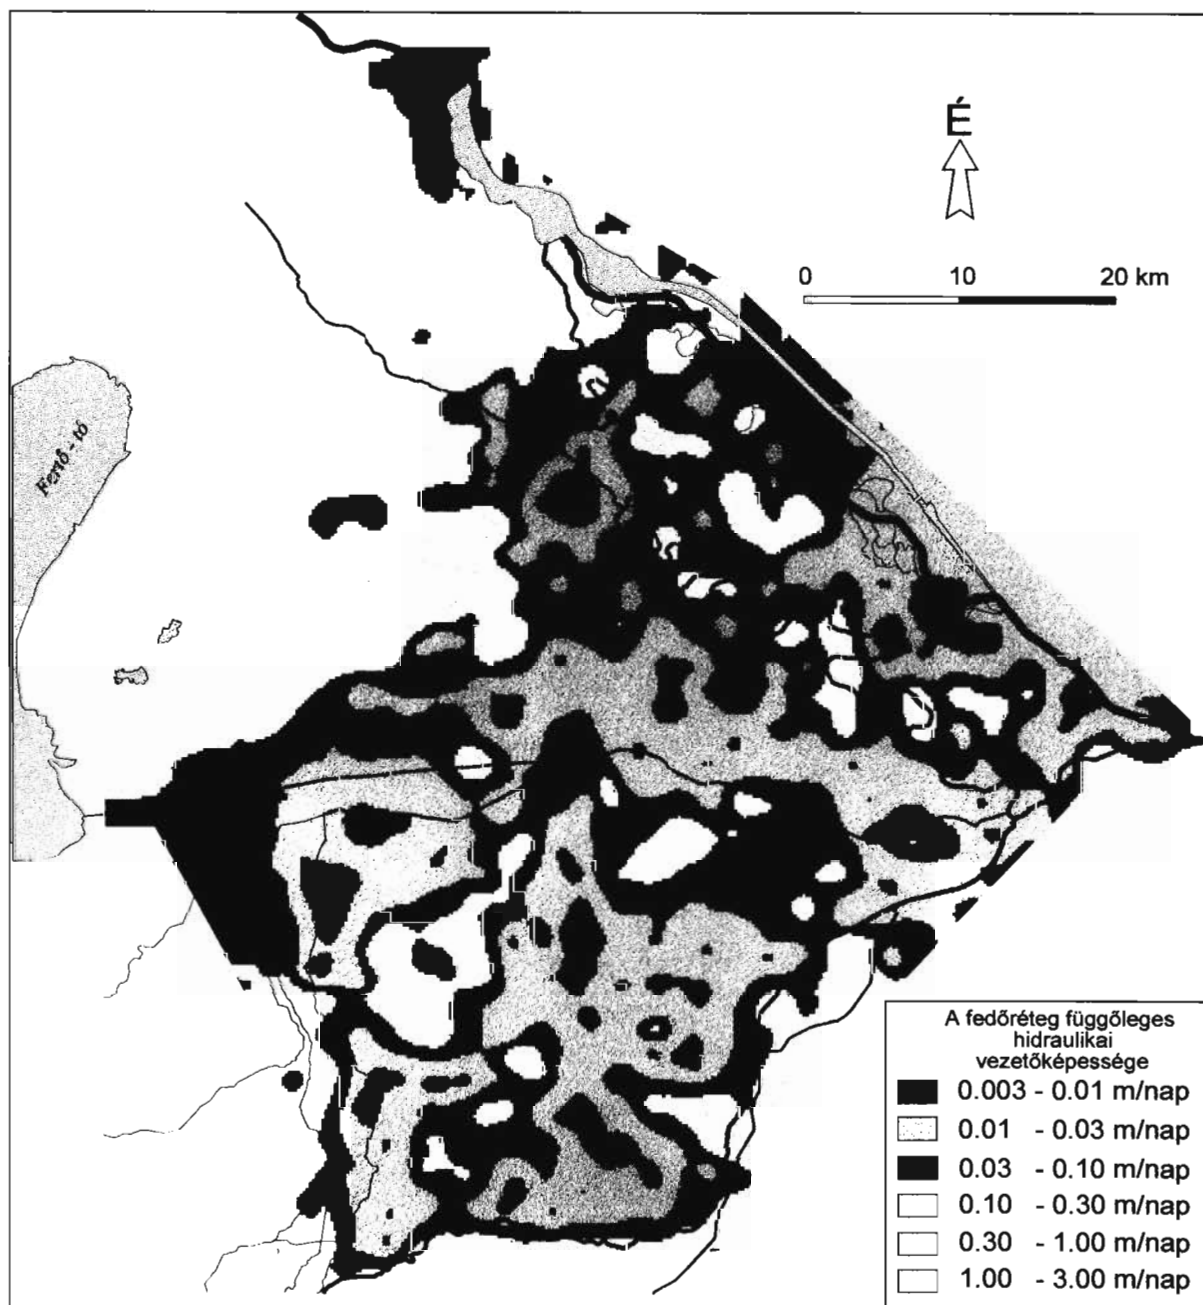 É
0 10 20 km
Fertő - tó
A fedőréteg függőleges
hidraulikai
vezetőképessége
0.003 - 0.01 m/nap
0.01 - 0.03 m/nap
0.03 - 0.10 m/nap
0.10 - 0.30 m/nap
0.30 - 1.00 m/nap
1.00 - 3.00 m/nap